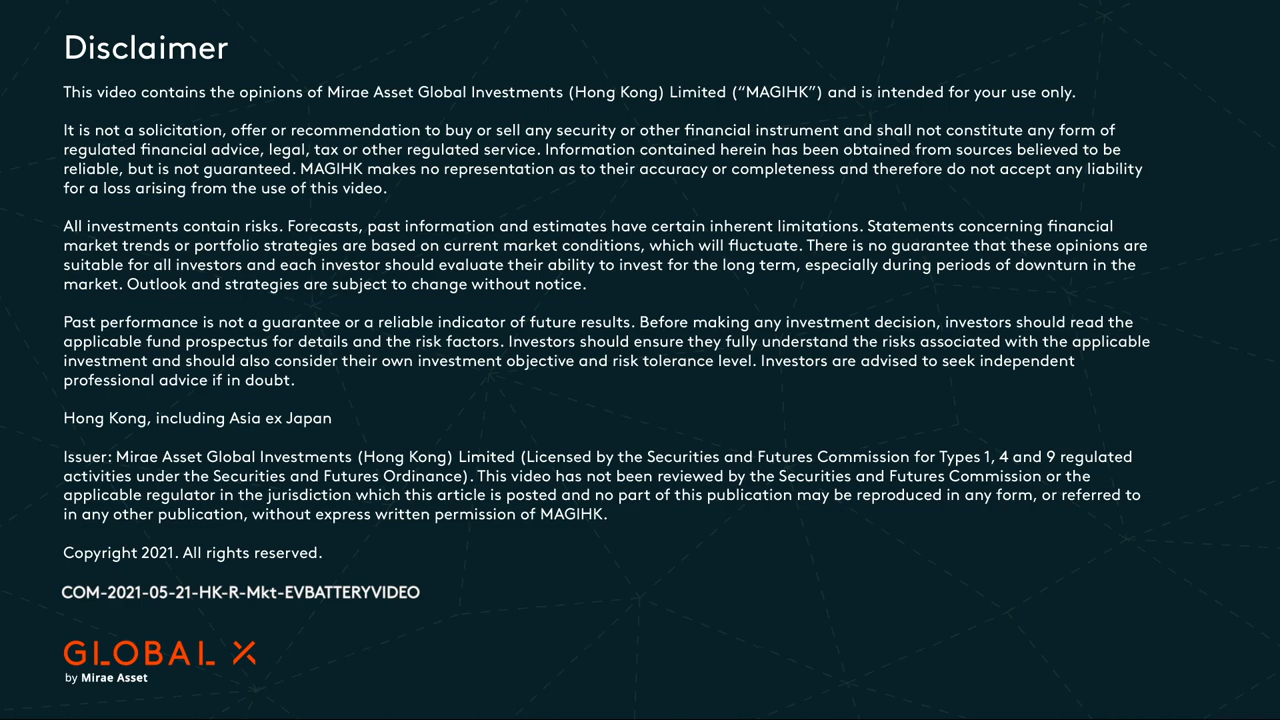 Disclaimer
This video contains the opinions of Mirae Asset Global Investments (Hong Kong) Limited (“MAGIHK”) and is intended for your use only.
It is not a solicitation, offer or recommendation to buy or sell any security or other financial instrument and shall not constitute any form of
regulated financial advice, legal, tax or other regulated service. Information contained herein has been obtained from sources believed to be
reliable, but is not guaranteed. MAGIHK makes no representation as to their accuracy or completeness and therefore do not accept any liability
for a loss arising from the use of this video.
All investments contain risks. Forecasts, past information and estimates have certain inherent limitations. Statements concerning financial
market trends or portfolio strategies are based on current market conditions, which will fluctuate. There is no guarantee that these opinions are
suitable for all investors and each investor should evaluate their ability to invest for the long term, especially during periods of downturn in the
market. Outlook and strategies are subject to change without notice.
Past performance is not a guarantee or a reliable indicator of future results. Before making any investment decision, investors should read the
applicable fund prospectus for details and the risk factors. Investors should ensure they fully understand the risks associated with the applicable
investment and should also consider their own investment objective and risk tolerance level. Investors are advised to seek independent
professional advice if in doubt.
Hong Kong, including Asia ex Japan
Issuer: Mirae Asset Global Investments (Hong Kong) Limited (Licensed by the Securities and Futures Commission for Types 1, 4 and 9 regulated
activities under the Securities and Futures Ordinance). This video has not been reviewed by the Securities and Futures Commission or the
applicable regulator in the jurisdiction which this article is posted and no part of this publication may be reproduced in any form, or referred to
in any other publication, without express written permission of MAGIHK.
Copyright 2021. All rights reserved.
COM-2021-05-21-HK-R-Mkt-EVBATTERYVIDEO
GLOBAL X
by Mirae Asset